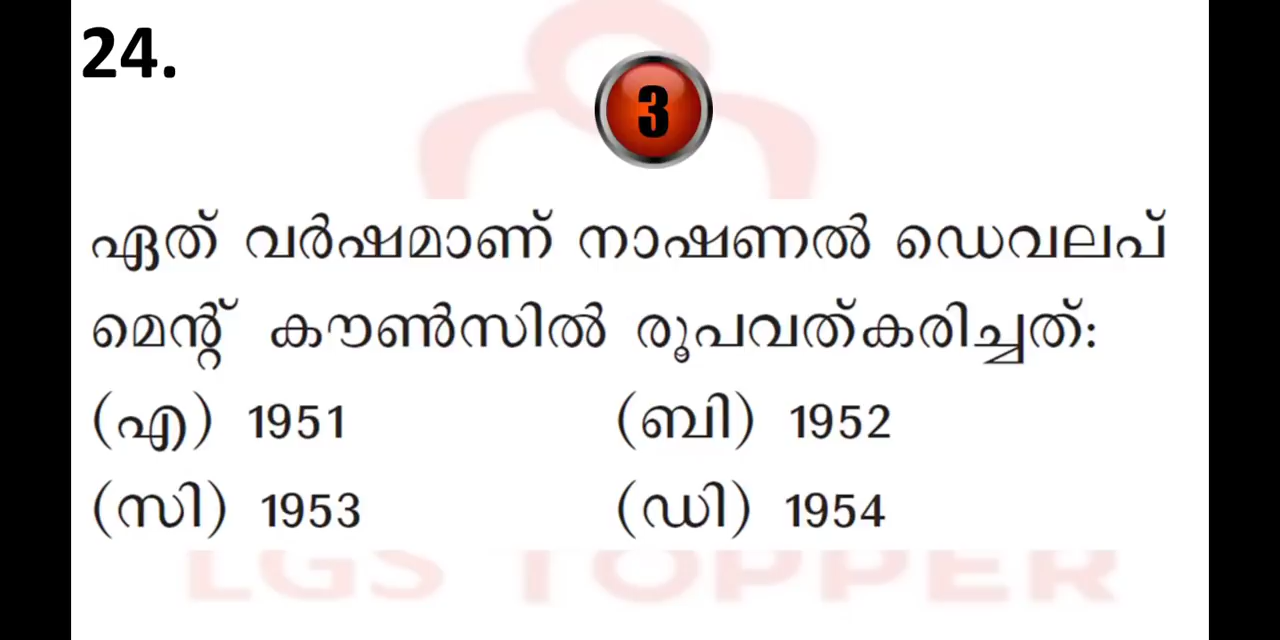 24.
3
ഏത് വർഷമാണ് നാഷണൽ ഡെവലപ്
മെന്റ് കൗൺസിൽ രൂപവത്കരിച്ചത്:
(എ) 1951 (ബി) 1952
(സി) 1953 (ഡി) 1954
LGS TOPPER